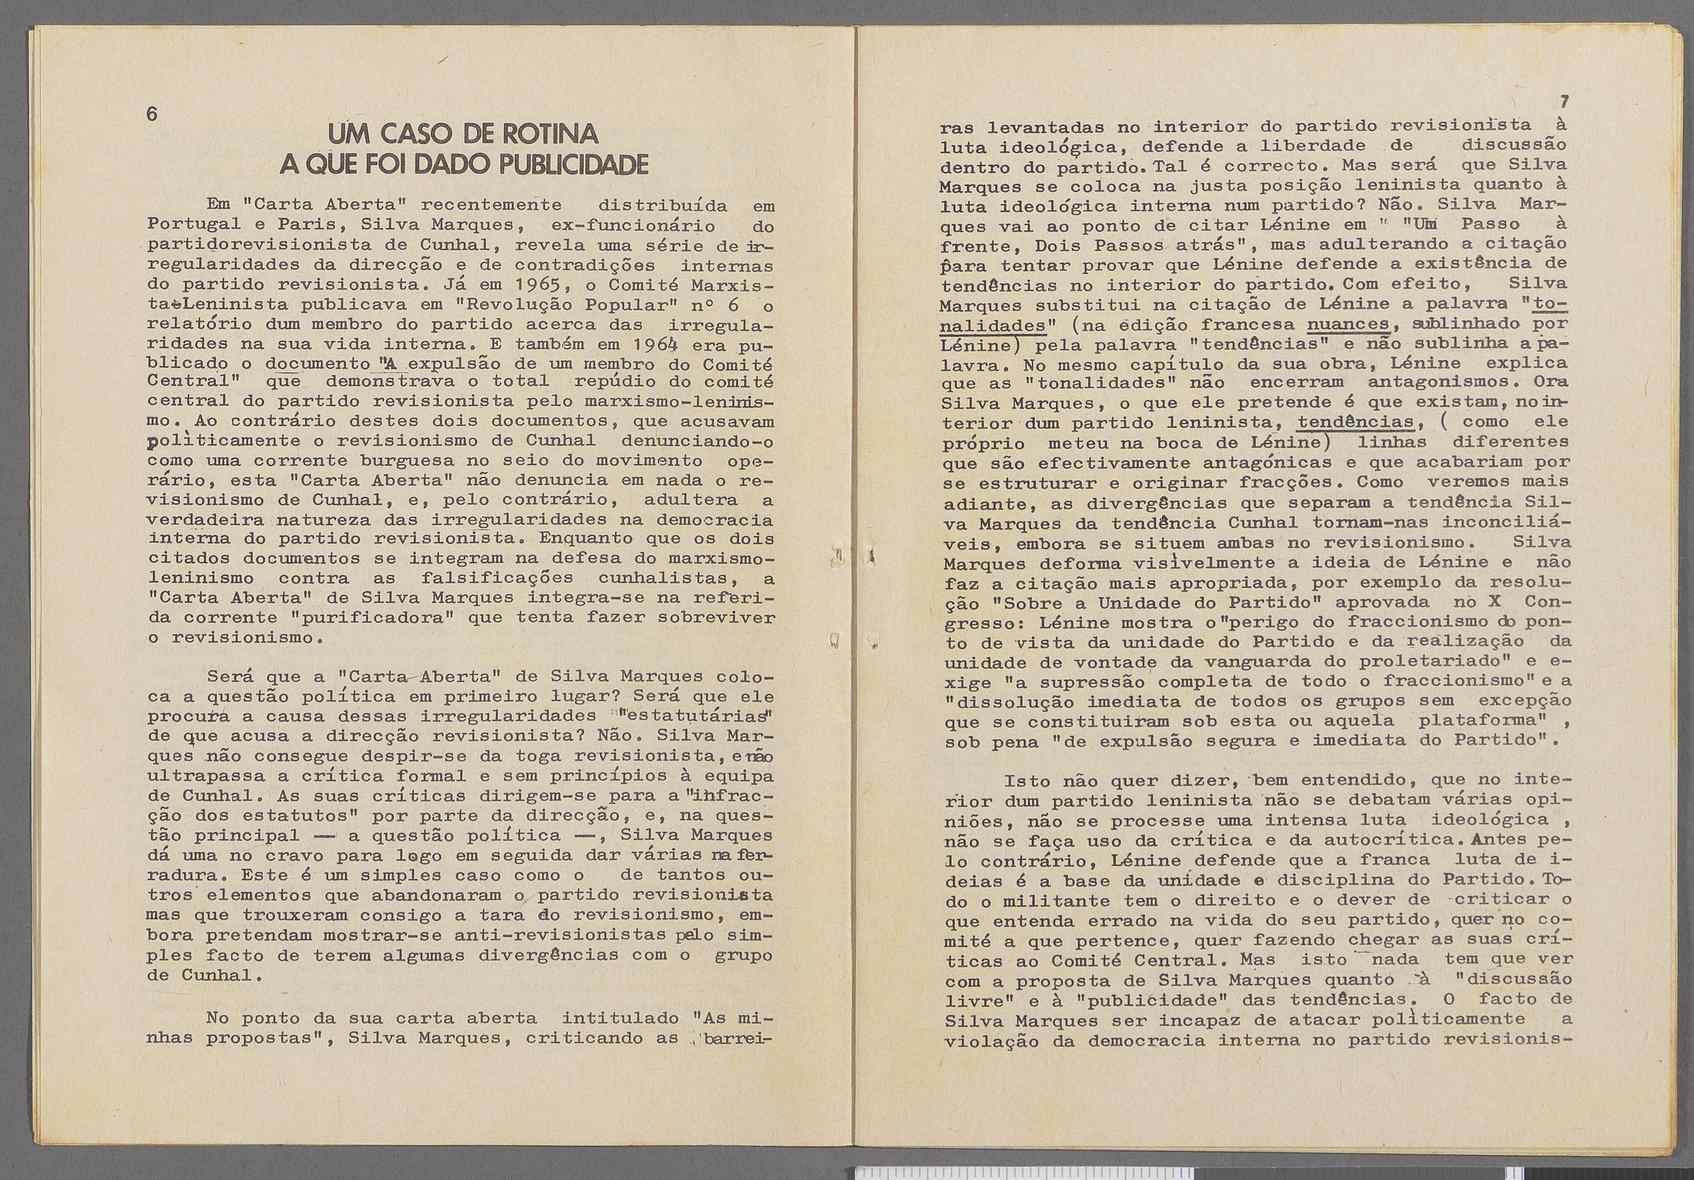 6
UM CASO DE ROTINA
A QUE FOI DADO PUBLICIDADE
Em "Carta Aberta" recentemente distribuída em
Portugal e Paris, Silva Marques, ex-funcionário do
partidorevisionista de Cunhal, revela uma série de ir-
regularidades da direcção e de contradições internas
do partido revisionista. Já em 1965, o Comité Marxis-
ta-Leninista publicava em "Revolução Popular" nº 6 o
relatório dum membro do partido acerca das irregula-
ridades na sua vida interna. E também em 1964 era pu-
blicado o documento "A expulsão de um membro do Comité
Central" que demonstrava o total repúdio do comité
central do partido revisionista pelo marxismo-leninis-
mo. Ao contrário destes dois documentos, que acusavam
politicamente o revisionismo de Cunhal denunciando-o
como uma corrente burguesa no seio do movimento ope-
rário, esta "Carta Aberta" não denuncia em nada o re-
visionismo de Cunhal, e, pelo contrário, adultera a
verdadeira natureza das irregularidades na democracia
interna do partido revisionista. Enquanto que os dois
citados documentos se integram na defesa do marxismo-
leninismo contra as falsificações cunhalistas, a
"Carta Aberta" de Silva Marques integra-se na referi-
da corrente "purificadora" que tenta fazer sobreviver
o revisionismo.
Será que a "Carta Aberta" de Silva Marques colo-
ca a questão política em primeiro lugar? Será que ele
procura a causa dessas irregularidades "estatutárias"
de que acusa a direcção revisionista? Não. Silva Mar-
ques não consegue despir-se da toga revisionista, e não
ultrapassa a crítica formal e sem princípios à equipa
de Cunhal. As suas críticas dirigem-se para a "infrac-
ção dos estatutos" por parte da direcção, e, na ques-
tão principal — a questão política —, Silva Marques
dá uma no cravo para logo em seguida dar várias na fer-
radura. Este é um simples caso como o de tantos ou-
tros elementos que abandonaram o partido revisionista
mas que trouxeram consigo a tara do revisionismo, em-
bora pretendam mostrar-se anti-revisionistas pelo sim-
ples facto de terem algumas divergências com o grupo
de Cunhal.
No ponto da sua carta aberta intitulado "As mi-
nhas propostas", Silva Marques, criticando as "barrei-
7
ras levantadas no interior do partido revisionista à
luta ideológica, defende a liberdade de discussão
dentro do partido. Tal é correcto. Mas será que Silva
Marques se coloca na justa posição leninista quanto à
luta ideológica interna num partido? Não. Silva Mar-
ques vai ao ponto de citar Lénine em " "Um Passo à
frente, Dois Passos atrás", mas adulterando a citação
para tentar provar que Lénine defende a existência de
tendências no interior do partido. Com efeito, Silva
Marques substitui na citação de Lénine a palavra "to-
nalidades" (na edição francesa nuances, sublinhado por
Lénine) pela palavra "tendências" e não sublinha a pa-
lavra. No mesmo capítulo da sua obra, Lénine explica
que as "tonalidades" não encerram antagonismos. Ora
Silva Marques, o que ele pretende é que existam, no in-
terior dum partido leninista, tendências, ( como ele
próprio meteu na boca de Lénine) linhas diferentes
que são efectivamente antagónicas e que acabariam por
se estruturar e originar fracções. Como veremos mais
adiante, as divergências que separam a tendência Sil-
va Marques da tendência Cunhal tornam-nas inconciliá-
veis, embora se situem ambas no revisionismo. Silva
Marques deforma visivelmente a ideia de Lénine e não
faz a citação mais apropriada, por exemplo da resolu-
ção "Sobre a Unidade do Partido" aprovada no X Con-
gresso: Lénine mostra o "perigo do fraccionismo do pon-
to de vista da unidade do Partido e da realização da
unidade de vontade da vanguarda do proletariado" e e-
xige "a supressão completa de todo o fraccionismo" e a
"dissolução imediata de todos os grupos sem excepção
que se constituiram sob esta ou aquela plataforma" ,
sob pena "de expulsão segura e imediata do Partido".
Isto não quer dizer, bem entendido, que no inte-
rior dum partido leninista não se debatam várias opi-
niões, não se processe uma intensa luta ideológica ,
não se faça uso da crítica e da autocrítica. Antes pe-
lo contrário, Lénine defende que a franca luta de i-
deias é a base da unidade e disciplina do Partido. To-
do o militante tem o direito e o dever de criticar o
que entenda errado na vida do seu partido, quer no co-
mité a que pertence, quer fazendo chegar as suas crí-
ticas ao Comité Central. Mas isto nada tem que ver
com a proposta de Silva Marques quanto à "discussão
livre" e à "publicidade" das tendências. O facto de
Silva Marques ser incapaz de atacar politicamente a
violação da democracia interna no partido revisionis-